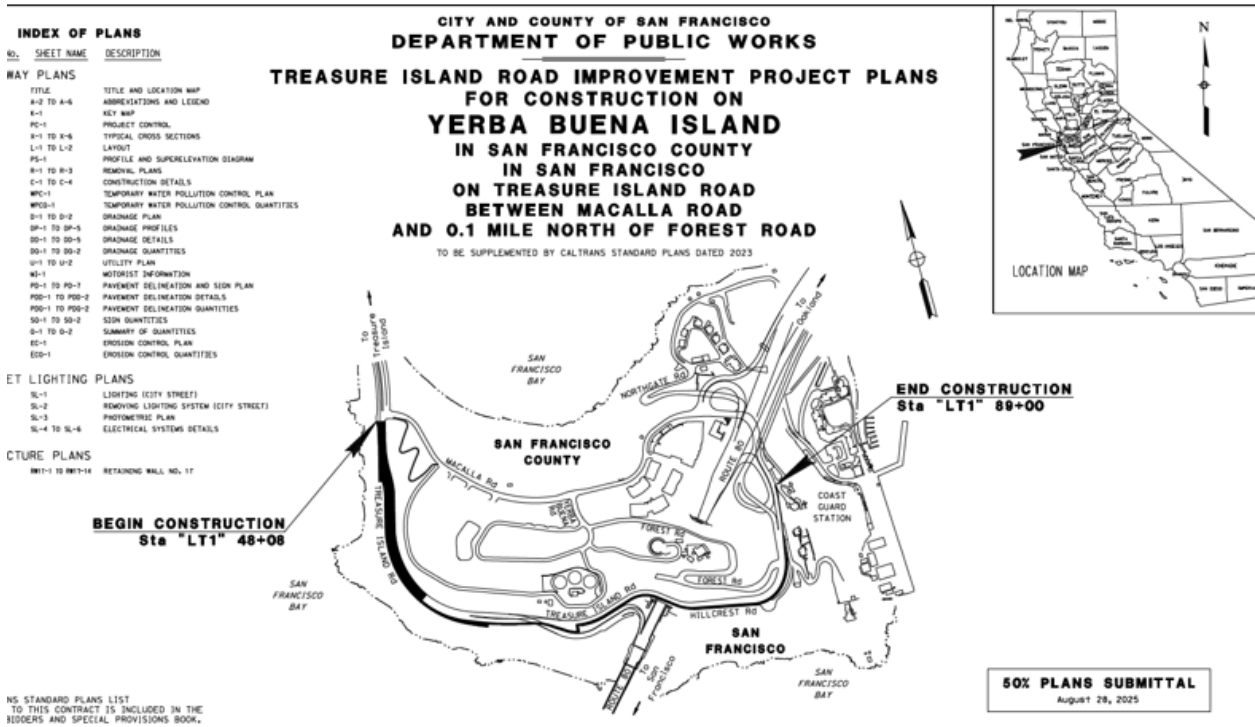 CITY AND COUNTY OF SAN FRANCISCO
DEPARTMENT OF PUBLIC WORKS
TREASURE ISLAND ROAD IMPROVEMENT PROJECT PLANS
FOR CONSTRUCTION ON
YERBA BUENA ISLAND
IN SAN FRANCISCO COUNTY
IN SAN FRANCISCO
ON TREASURE ISLAND ROAD
BETWEEN MACALLA ROAD
AND 0.1 MILE NORTH OF FOREST ROAD
TO BE SUPPLEMENTED BY CALTRANS STANDARD PLANS DATED 2023
INDEX OF PLANS
No. SHEET NAME DESCRIPTION
WAY PLANS
TITLE TITLE AND LOCATION MAP
A-2 TO A-6 ABBREVIATIONS AND LEGEND
K-1 KEY MAP
PC-1 PROJECT CONTROL
X-1 TO X-6 TYPICAL CROSS SECTIONS
L-1 TO L-2 LAYOUT
PS-1 PROFILE AND SUPERELEVATION DIAGRAM
R-1 TO R-3 REMOVAL PLANS
C-1 TO C-4 CONSTRUCTION DETAILS
WPC-1 TEMPORARY WATER POLLUTION CONTROL PLAN
WPCQ-1 TEMPORARY WATER POLLUTION CONTROL QUANTITIES
D-1 TO D-2 DRAINAGE PLAN
DP-1 TO DP-5 DRAINAGE PROFILES
DD-1 TO DD-5 DRAINAGE DETAILS
DQ-1 TO DQ-2 DRAINAGE QUANTITIES
U-1 TO U-2 UTILITY PLAN
MI-1 MOTORIST INFORMATION
PD-1 TO PD-7 PAVEMENT DELINEATION AND SIGN PLAN
PDD-1 TO PDD-2 PAVEMENT DELINEATION DETAILS
PDQ-1 TO PDQ-2 PAVEMENT DELINEATION QUANTITIES
SQ-1 TO SQ-2 SIGN QUANTITIES
Q-1 TO Q-2 SUMMARY OF QUANTITIES
EC-1 EROSION CONTROL PLAN
ECQ-1 EROSION CONTROL QUANTITIES
ET LIGHTING PLANS
SL-1 LIGHTING (CITY STREET)
SL-2 REMOVING LIGHTING SYSTEM (CITY STREET)
SL-3 PHOTOMETRIC PLAN
SL-4 TO SL-6 ELECTRICAL SYSTEMS DETAILS
CTURE PLANS
RW17-1 TO RW17-14 RETAINING WALL NO. 17
N
LOCATION MAP
SAN FRANCISCO
To Treasure Island
To Oakland
SAN
FRANCISCO
BAY
NORTHGATE Rd
END CONSTRUCTION
Sta "LT1" 89+00
SAN FRANCISCO
COUNTY
MACALLA Rd
ROUTE 80
COAST
GUARD
STATION
YERBA
BUENA
Rd
FOREST Rd
BEGIN CONSTRUCTION
Sta "LT1" 48+08
TREASURE ISLAND Rd
SAN
FRANCISCO
BAY
FOREST Rd
TREASURE ISLAND Rd
HILLCREST Rd
SAN
FRANCISCO
To
ROUTE 80
To San Francisco
SAN
FRANCISCO
BAY
50% PLANS SUBMITTAL
August 28, 2025
NS STANDARD PLANS LIST
TO THIS CONTRACT IS INCLUDED IN THE
BIDDERS AND SPECIAL PROVISIONS BOOK.